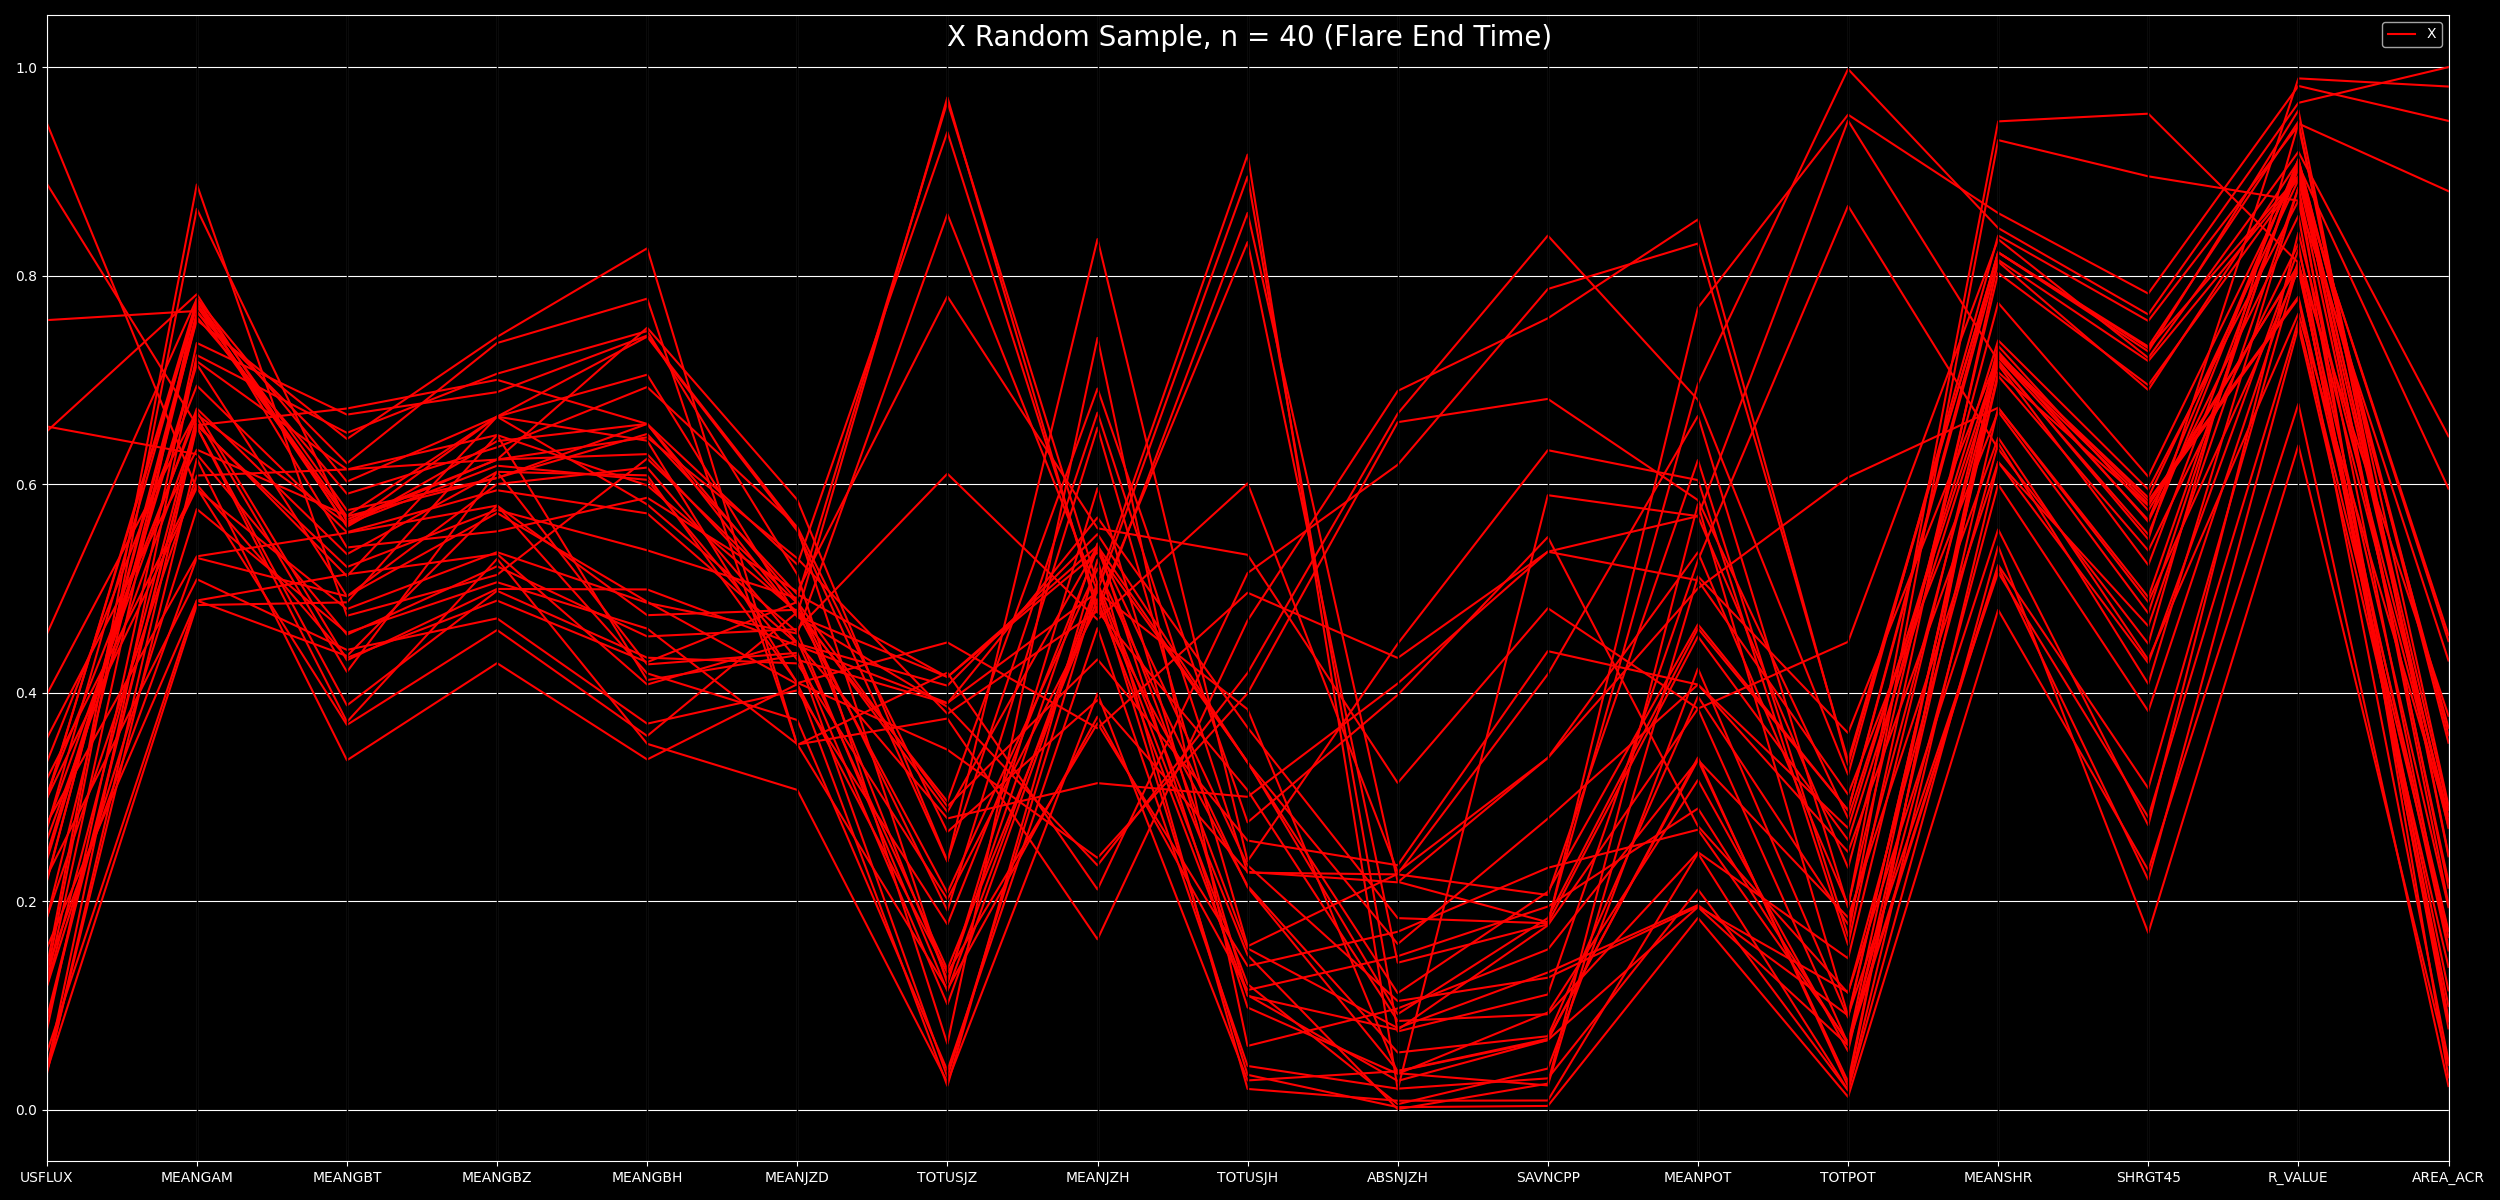 X Random Sample, n = 40 (Flare End Time)
X
1.0
0.8
0.6
0.4
0.2
0.0
USFLUX MEANGAM MEANGBT MEANGBZ MEANGBH MEANJZD TOTUSJZ MEANJZH TOTUSJH ABSNJZH SAVNCPP MEANPOT TOTPOT MEANSHR SHRGT45 R_VALUE AREA_ACR